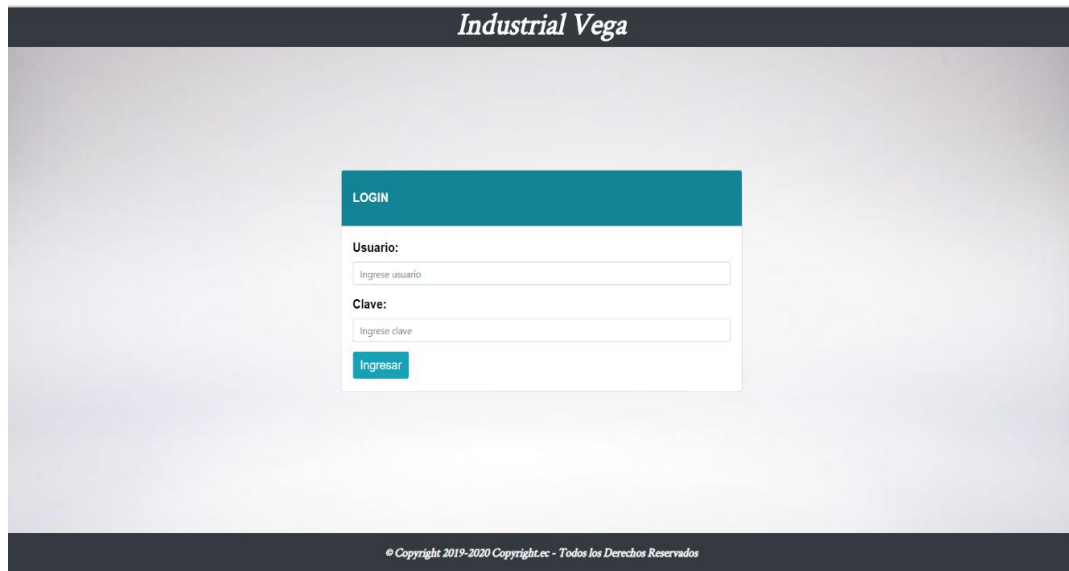 Industrial Vega
LOGIN
Usuario:
Ingrese usuario
Clave:
Ingrese clave
Ingresar
© Copyright 2019-2020 Copyright.ec - Todos los Derechos Reservados